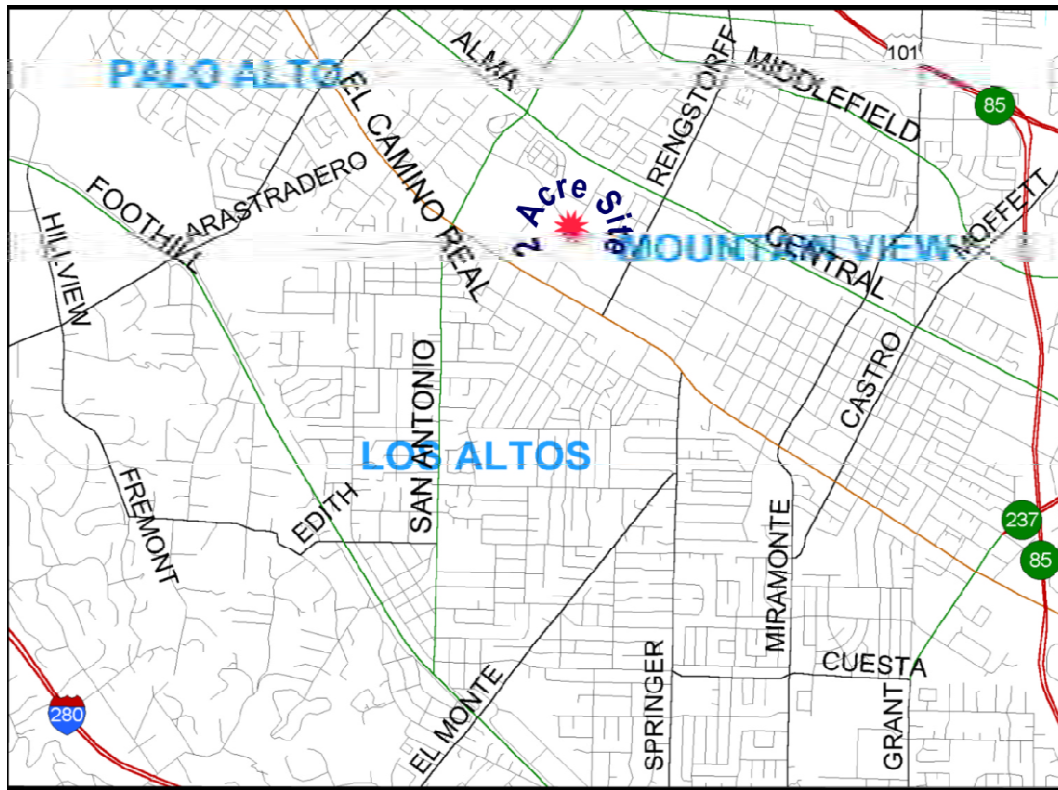 101
ALMA
RENGSTORFF
MIDDLEFIELD
PALO ALTO
85
EL CAMINO REAL
ARASTRADERO
FOOTHILL
HILLVIEW
2 Acre Site
MOUNTAIN VIEW
MOFFETT
CENTRAL
CASTRO
SAN ANTONIO
LOS ALTOS
FREMONT
EDITH
MIRAMONTE
237
85
CUESTA
SPRINGER
GRANT
EL MONTE
280